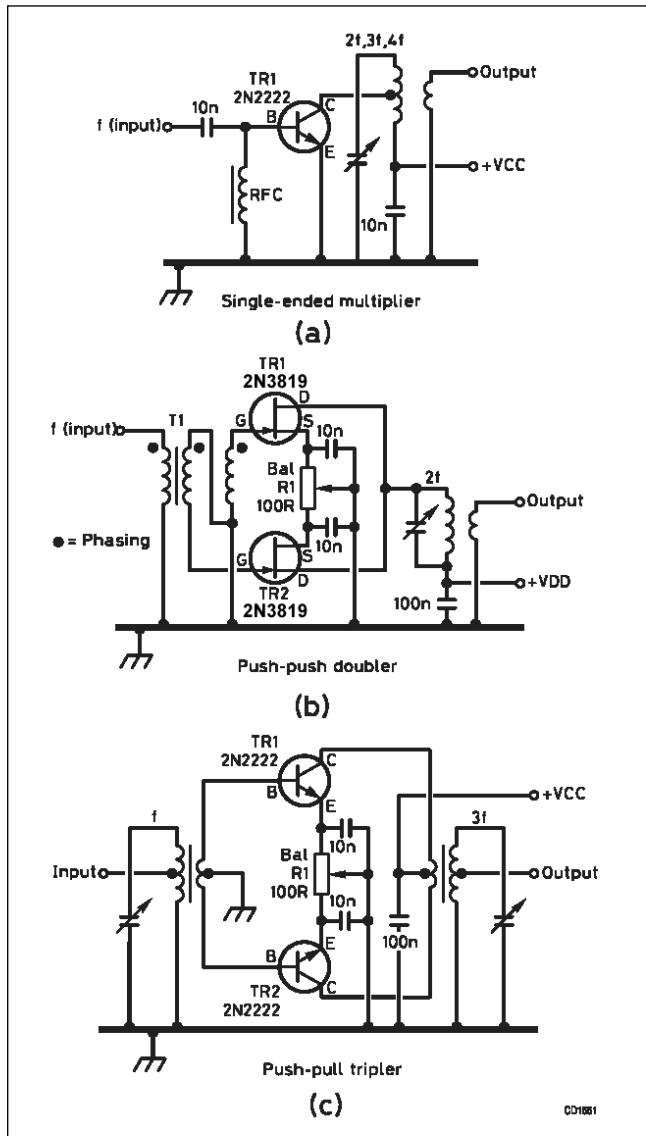 2f,3f,4f
TR1
2N2222
Output
10n
C
B
f (input)
E
+VCC
RFC
10n
Single-ended multiplier
(a)
TR1
2N3819
D
f (input)
T1
G
S
10n
Bal
R1
100R
2f
Output
10n
= Phasing
S
G
D
+VDD
TR2
100n
2N3819
Push-push doubler
(b)
TR1
2N2222
C
+VCC
B
f
E
3f
10n
Input
Bal
R1
100R
Output
10n
E
100n
B
TR2
C
2N2222
Push-pull tripler
(c)
CD1661